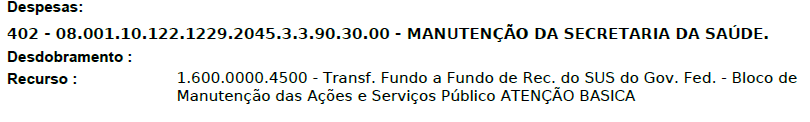 Despesas:
402 - 08.001.10.122.1229.2045.3.3.90.30.00 - MANUTENÇÃO DA SECRETARIA DA SAÚDE.
Desdobramento :
Recurso : 1.600.0000.4500 - Transf. Fundo a Fundo de Rec. do SUS do Gov. Fed. - Bloco de
Manutenção das Ações e Serviços Público ATENÇÃO BASICA